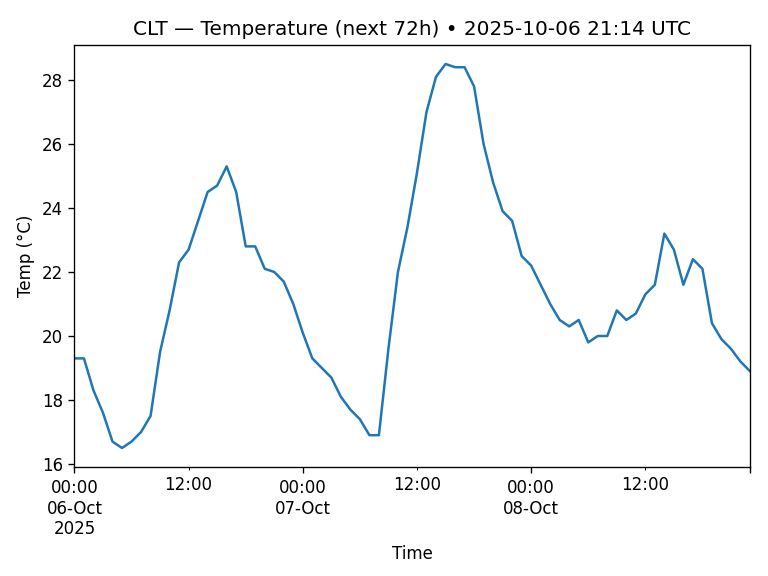 CLT — Temperature (next 72h) • 2025-10-06 21:14 UTC
28
26
24
22
20
18
16
Temp (°C)
00:00 12:00 00:00 12:00 00:00 12:00
06-Oct 07-Oct 08-Oct
2025
Time